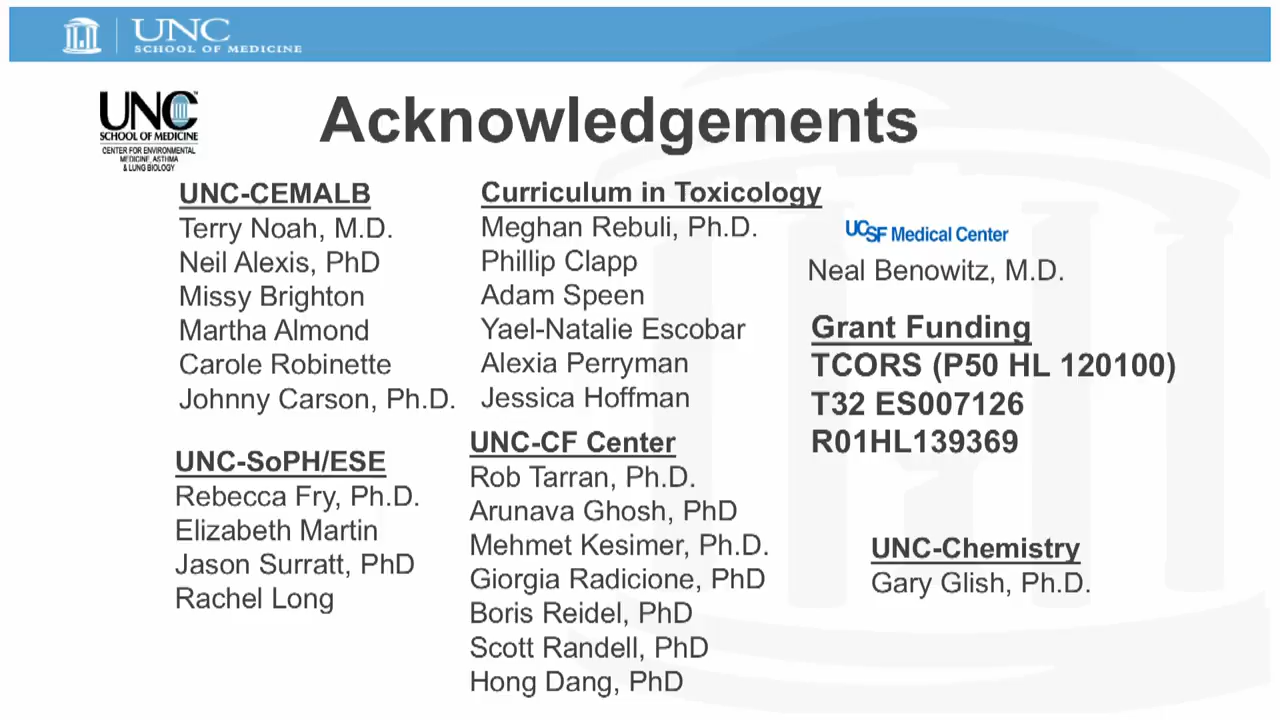 UNC
SCHOOL OF MEDICINE
UNC™
SCHOOL OF MEDICINE
CENTER FOR ENVIRONMENTAL
MEDICINE, ASTHMA
& LUNG BIOLOGY
Acknowledgements
UNC-CEMALB
Terry Noah, M.D.
Neil Alexis, PhD
Missy Brighton
Martha Almond
Carole Robinette
Johnny Carson, Ph.D.
UNC-SoPH/ESE
Rebecca Fry, Ph.D.
Elizabeth Martin
Jason Surratt, PhD
Rachel Long
Curriculum in Toxicology
Meghan Rebuli, Ph.D.
Phillip Clapp
Adam Speen
Yael-Natalie Escobar
Alexia Perryman
Jessica Hoffman
UNC-CF Center
Rob Tarran, Ph.D.
Arunava Ghosh, PhD
Mehmet Kesimer, Ph.D.
Giorgia Radicione, PhD
Boris Reidel, PhD
Scott Randell, PhD
Hong Dang, PhD
UCSF Medical Center
Neal Benowitz, M.D.
Grant Funding
TCORS (P50 HL 120100)
T32 ES007126
R01HL139369
UNC-Chemistry
Gary Glish, Ph.D.